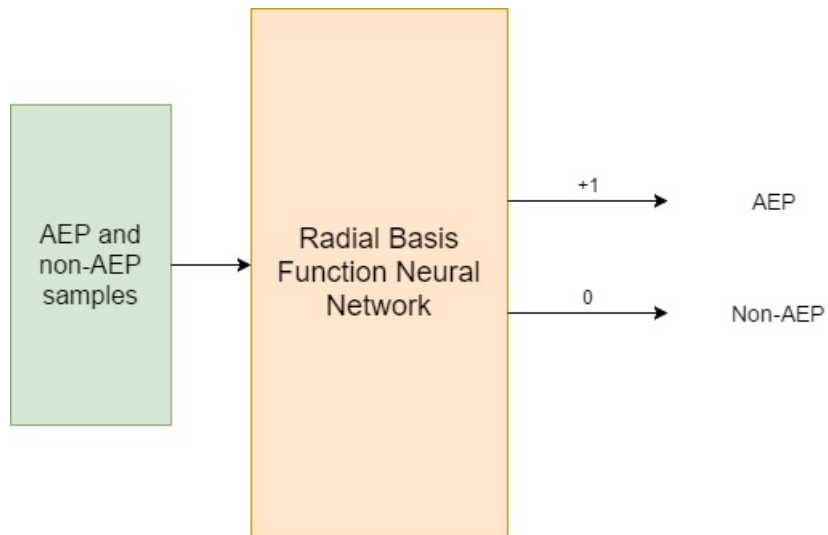 AEP and
non-AEP
samples
Radial Basis
Function Neural
Network
+1
AEP
0
Non-AEP